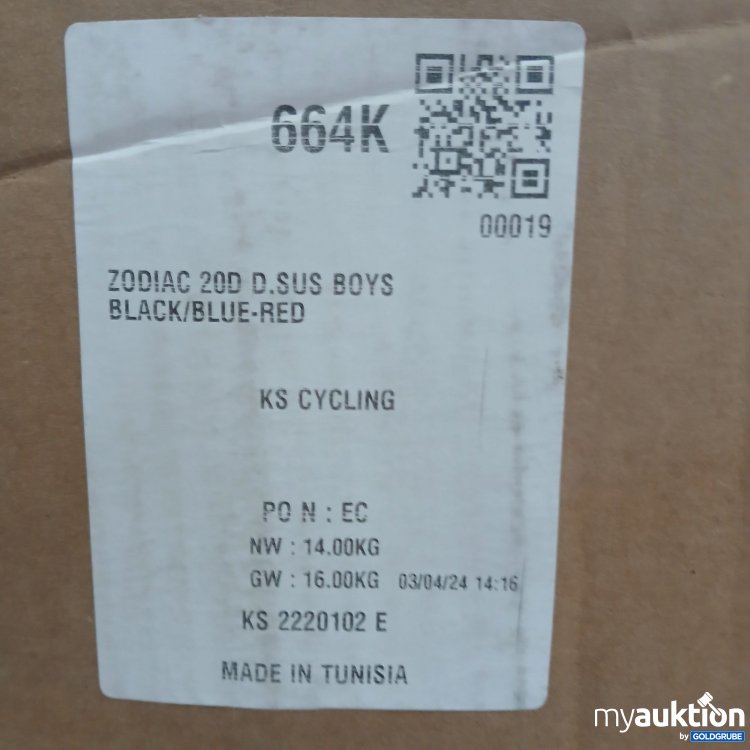 664K
00019
ZODIAC 20D D.SUS BOYS
BLACK/BLUE-RED
KS CYCLING
PO N : EC
NW : 14.00KG
GW : 16.00KG 03/04/24 14:16
KS 2220102 E
MADE IN TUNISIA
myauktion
by GOLDGRUBE